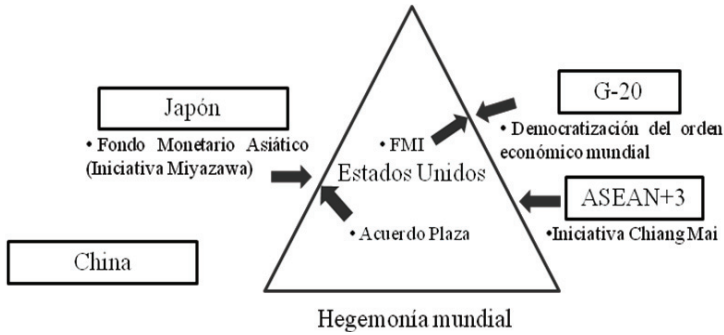 Japón
• Fondo Monetario Asiático
(Iniciativa Miyazawa)
China
• FMI
Estados Unidos
• Acuerdo Plaza
G-20
• Democratización del orden
económico mundial
ASEAN+3
•Iniciativa Chiang Mai
Hegemonía mundial